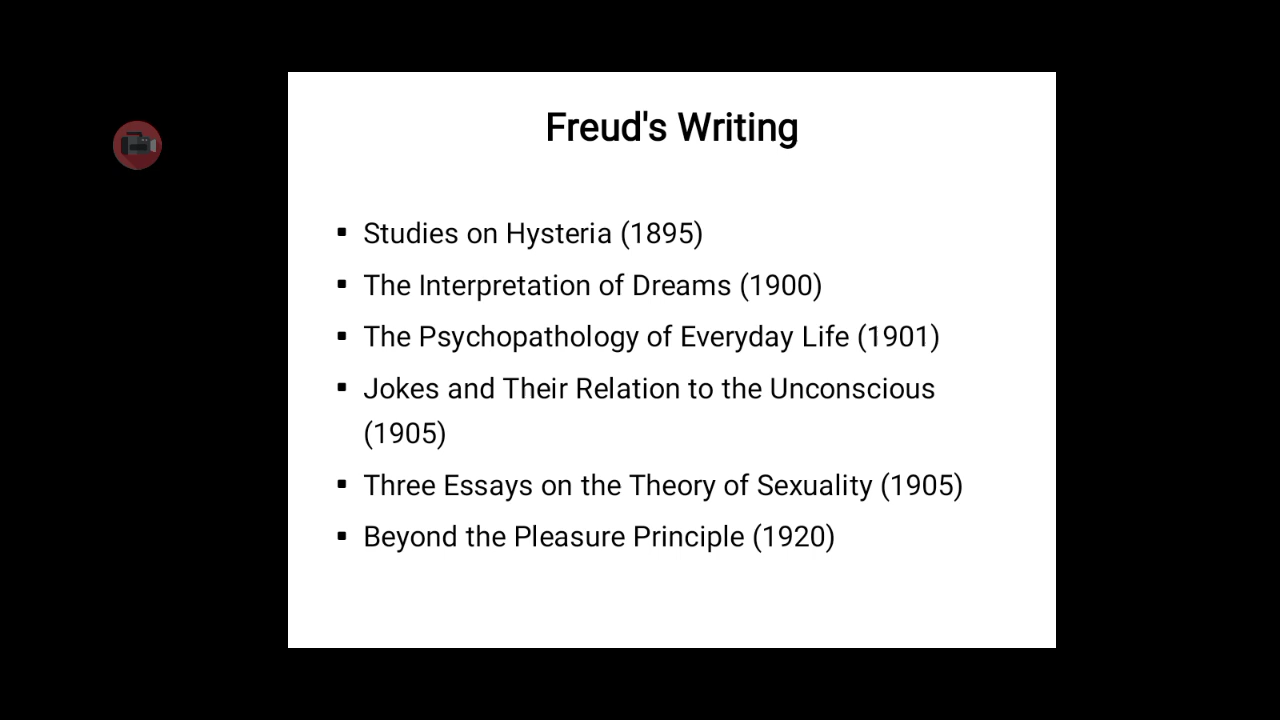 Freud's Writing
▪ Studies on Hysteria (1895)
▪ The Interpretation of Dreams (1900)
▪ The Psychopathology of Everyday Life (1901)
▪ Jokes and Their Relation to the Unconscious
(1905)
▪ Three Essays on the Theory of Sexuality (1905)
▪ Beyond the Pleasure Principle (1920)